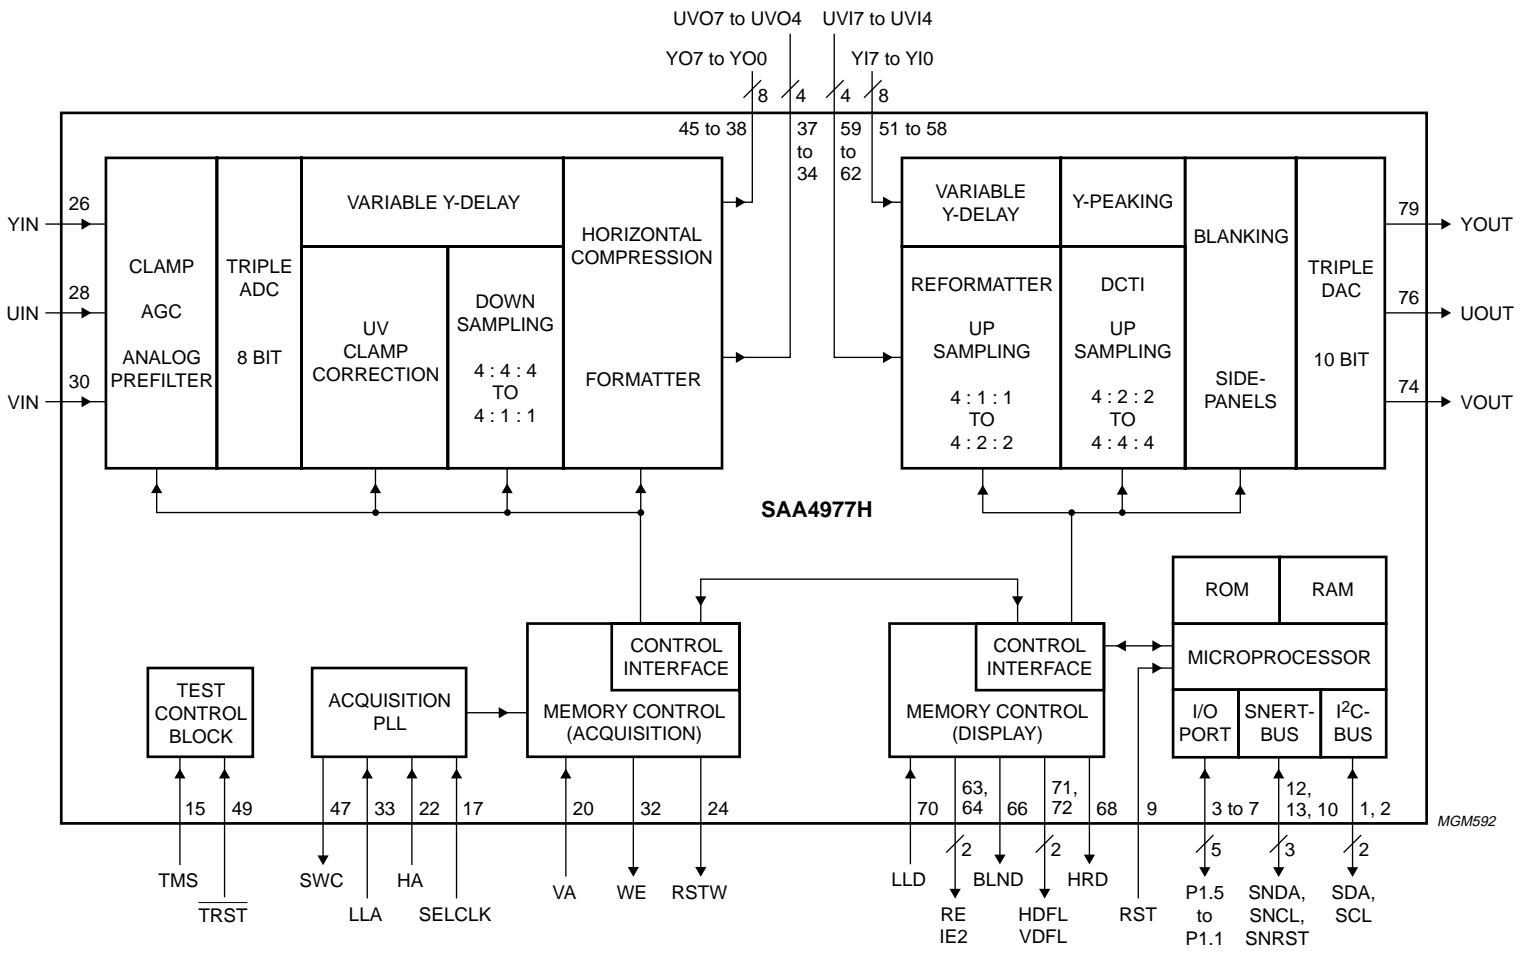 UVO7 to UVO4
UVI7 to UVI4
YO7 to YO0
YI7 to YI0
8
4
4
8
45 to 38
37
to
34
59
to
62
51 to 58
YIN
26
UIN
28
VIN
30
CLAMP
AGC
ANALOG
PREFILTER
TRIPLE
ADC
8 BIT
VARIABLE Y-DELAY
UV
CLAMP
CORRECTION
DOWN
SAMPLING
4 : 4 : 4
TO
4 : 1 : 1
HORIZONTAL
COMPRESSION
FORMATTER
VARIABLE
Y-DELAY
Y-PEAKING
REFORMATTER
UP
SAMPLING
4 : 1 : 1
TO
4 : 2 : 2
DCTI
UP
SAMPLING
4 : 2 : 2
TO
4 : 4 : 4
BLANKING
SIDE-
PANELS
TRIPLE
DAC
10 BIT
79
YOUT
76
UOUT
74
VOUT
SAA4977H
TEST
CONTROL
BLOCK
ACQUISITION
PLL
CONTROL
INTERFACE
MEMORY CONTROL
(ACQUISITION)
CONTROL
INTERFACE
MEMORY CONTROL
(DISPLAY)
ROM
RAM
MICROPROCESSOR
I/O
PORT
SNERT-
BUS
I2C-
BUS
15
49
47
33
22
17
20
32
24
70
63,
64
66
71,
72
68
9
3 to 7
12,
13, 10
1, 2
MGM592
2
2
5
3
2
TMS
TRST
SWC
LLA
HA
SELCLK
VA
WE
RSTW
LLD
RE
IE2
BLND
HDFL
VDFL
HRD
RST
P1.5
to
P1.1
SNDA,
SNCL,
SNRST
SDA,
SCL